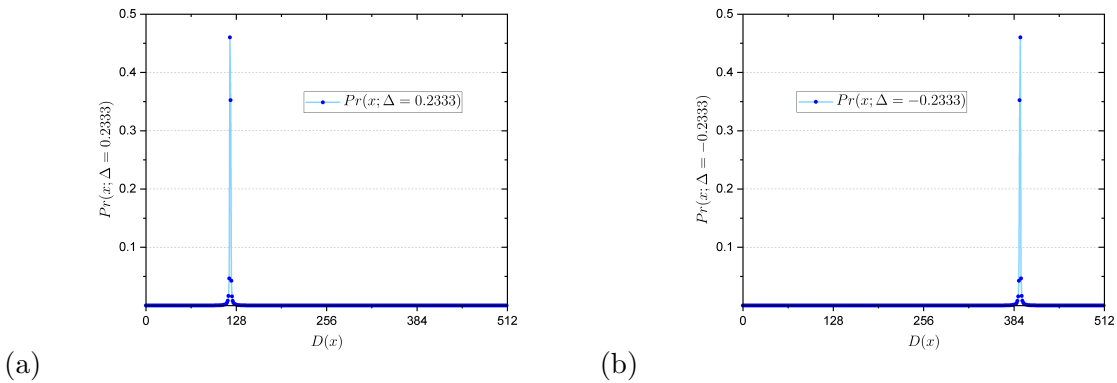 0.5
0.4
0.3
0.2
0.1
0 128 256 384 512
Pr(x; Δ = 0.2333)
Pr(x; Δ = 0.2333)
D(x)
(a)
0.5
0.4
0.3
0.2
0.1
0 128 256 384 512
Pr(x; Δ = −0.2333)
Pr(x; Δ = −0.2333)
D(x)
(b)